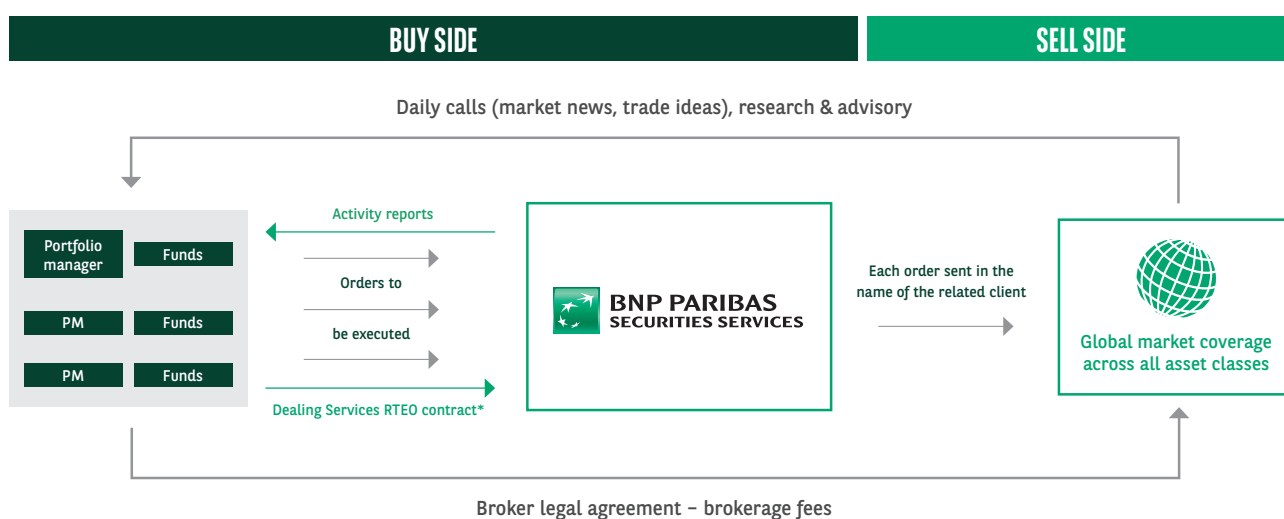 BUY SIDE
SELL SIDE
Daily calls (market news, trade ideas), research & advisory
Portfolio
manager
Funds
PM
Funds
PM
Funds
Activity reports
Orders to
be executed
Dealing Services RTEO contract*
BNP PARIBAS
SECURITIES SERVICES
Each order sent in the
name of the related client
Global market coverage
across all asset classes
Broker legal agreement – brokerage fees